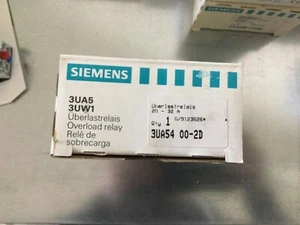 SIEMENS
3UA5
3UW1
Überlastrelais
Overload relay
Relé de
sobrecarga
Überlastrelais
20 - 32 A
Qty 1
3UA54 00-2D